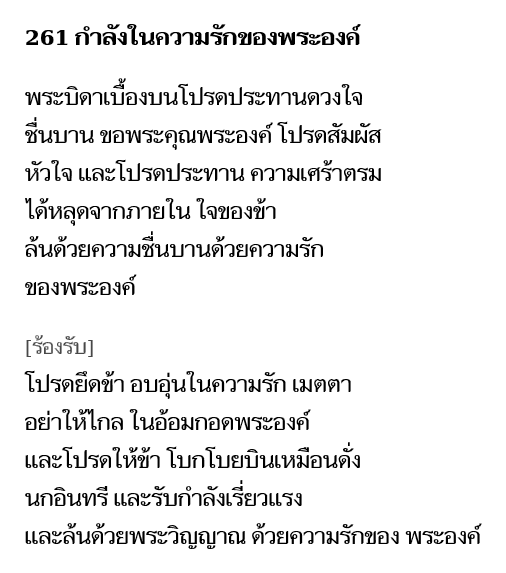 261 กำลังในความรักของพระองค์
พระบิดาเบื้องบนโปรดประทานดวงใจ
ชื่นบาน ขอพระคุณพระองค์ โปรดสัมผัส
หัวใจ และโปรดประทาน ความเศร้าตรม
ได้หลุดจากภายใน ใจของข้า
ล้นด้วยความชื่นบานด้วยความรัก
ของพระองค์
[ร้องรับ]
โปรดยึดข้า อบอุ่นในความรัก เมตตา
อย่าให้ไกล ในอ้อมกอดพระองค์
และโปรดให้ข้า โบกโบยบินเหมือนดั่ง
นกอินทรี และรับกำลังเรี่ยวแรง
และล้นด้วยพระวิญญาณ ด้วยความรักของ พระองค์